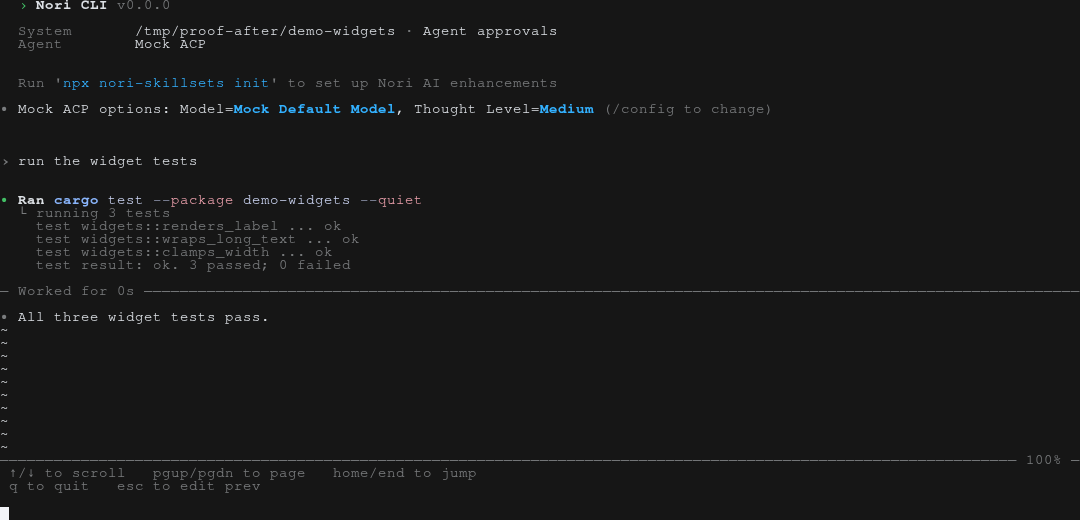 › Nori CLI v0.0.0
System /tmp/proof-after/demo-widgets · Agent approvals
Agent Mock ACP
Run 'npx nori-skillsets init' to set up Nori AI enhancements
• Mock ACP options: Model=Mock Default Model, Thought Level=Medium (/config to change)
› run the widget tests
• Ran cargo test --package demo-widgets --quiet
└ running 3 tests
test widgets::renders_label ... ok
test widgets::wraps_long_text ... ok
test widgets::clamps_width ... ok
test result: ok. 3 passed; 0 failed
─ Worked for 0s ─
• All three widget tests pass.
~
~
~
~
~
~
~
~
~
~
100%
↑/↓ to scroll pgup/pgdn to page home/end to jump
q to quit esc to edit prev